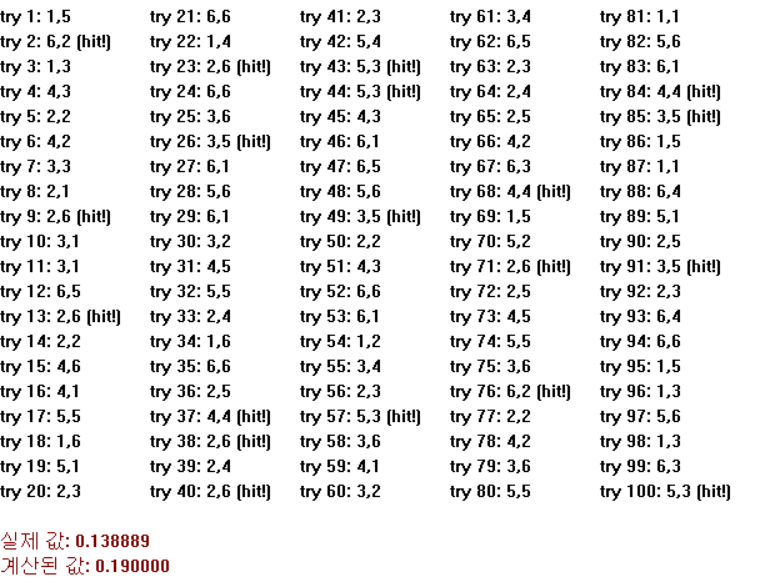 try 1: 1,5
try 2: 6,2 (hit!)
try 3: 1,3
try 4: 4,3
try 5: 2,2
try 6: 4,2
try 7: 3,3
try 8: 2,1
try 9: 2,6 (hit!)
try 10: 3,1
try 11: 3,1
try 12: 6,5
try 13: 2,6 (hit!)
try 14: 2,2
try 15: 4,6
try 16: 4,1
try 17: 5,5
try 18: 1,6
try 19: 5,1
try 20: 2,3
try 21: 6,6
try 22: 1,4
try 23: 2,6 (hit!)
try 24: 6,6
try 25: 3,6
try 26: 3,5 (hit!)
try 27: 6,1
try 28: 5,6
try 29: 6,1
try 30: 3,2
try 31: 4,5
try 32: 5,5
try 33: 2,4
try 34: 1,6
try 35: 6,6
try 36: 2,5
try 37: 4,4 (hit!)
try 38: 2,6 (hit!)
try 39: 2,4
try 40: 2,6 (hit!)
try 41: 2,3
try 42: 5,4
try 43: 5,3 (hit!)
try 44: 5,3 (hit!)
try 45: 4,3
try 46: 6,1
try 47: 6,5
try 48: 5,6
try 49: 3,5 (hit!)
try 50: 2,2
try 51: 4,3
try 52: 6,6
try 53: 6,1
try 54: 1,2
try 55: 3,4
try 56: 2,3
try 57: 5,3 (hit!)
try 58: 3,6
try 59: 4,1
try 60: 3,2
try 61: 3,4
try 62: 6,5
try 63: 2,3
try 64: 2,4
try 65: 2,5
try 66: 4,2
try 67: 6,3
try 68: 4,4 (hit!)
try 69: 1,5
try 70: 5,2
try 71: 2,6 (hit!)
try 72: 2,5
try 73: 4,5
try 74: 5,5
try 75: 3,6
try 76: 6,2 (hit!)
try 77: 2,2
try 78: 4,2
try 79: 3,6
try 80: 5,5
try 81: 1,1
try 82: 5,6
try 83: 6,1
try 84: 4,4 (hit!)
try 85: 3,5 (hit!)
try 86: 1,5
try 87: 1,1
try 88: 6,4
try 89: 5,1
try 90: 2,5
try 91: 3,5 (hit!)
try 92: 2,3
try 93: 6,4
try 94: 6,6
try 95: 1,5
try 96: 1,3
try 97: 5,6
try 98: 1,3
try 99: 6,3
try 100: 5,3 (hit!)
실제 값: 0.138889
계산된 값: 0.190000